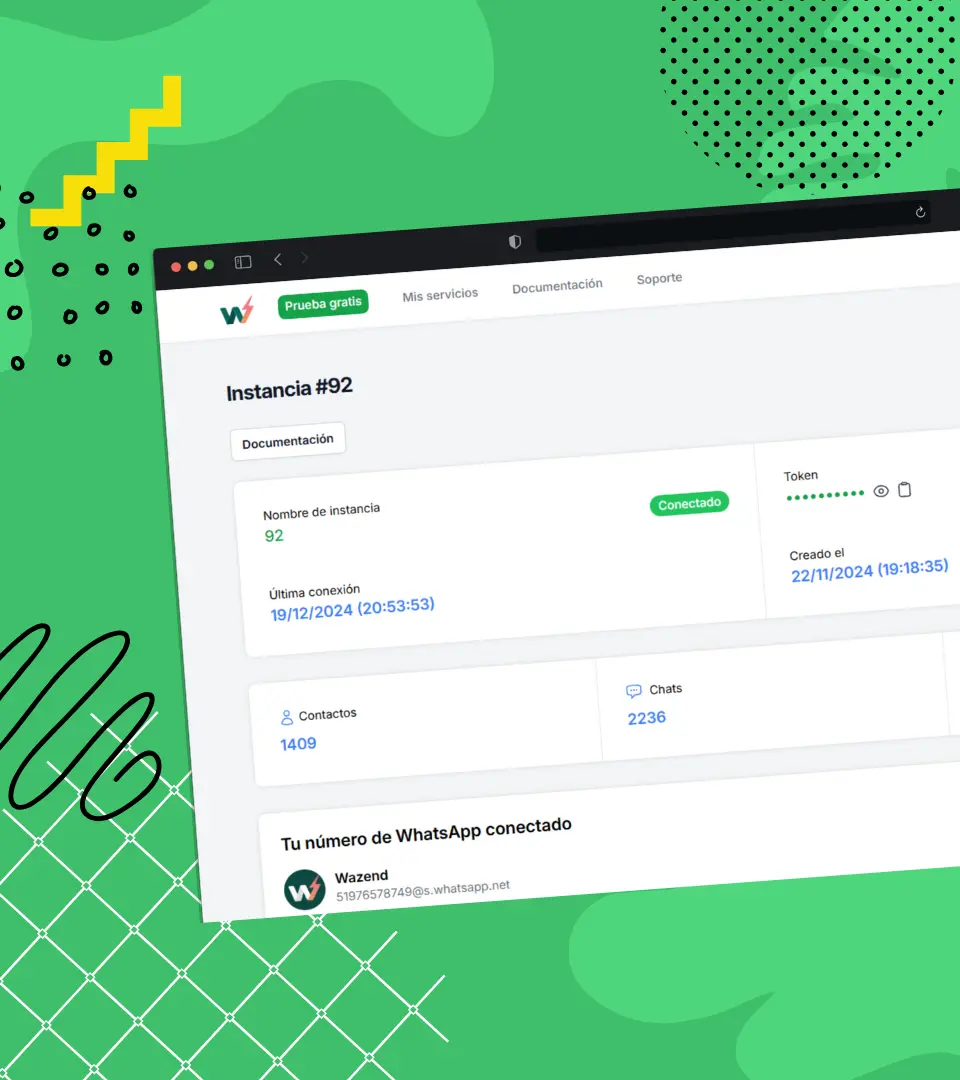 Prueba gratis
Mis servicios
Documentación
Soporte
Instancia #92
Documentación
Nombre de instancia
92
Conectado
Última conexión
19/12/2024 (20:53:53)
Token
Creado el
22/11/2024 (19:18:35)
Contactos
1409
Chats
2236
Tu número de WhatsApp conectado
Wazend
51976578749@s.whatsapp.net